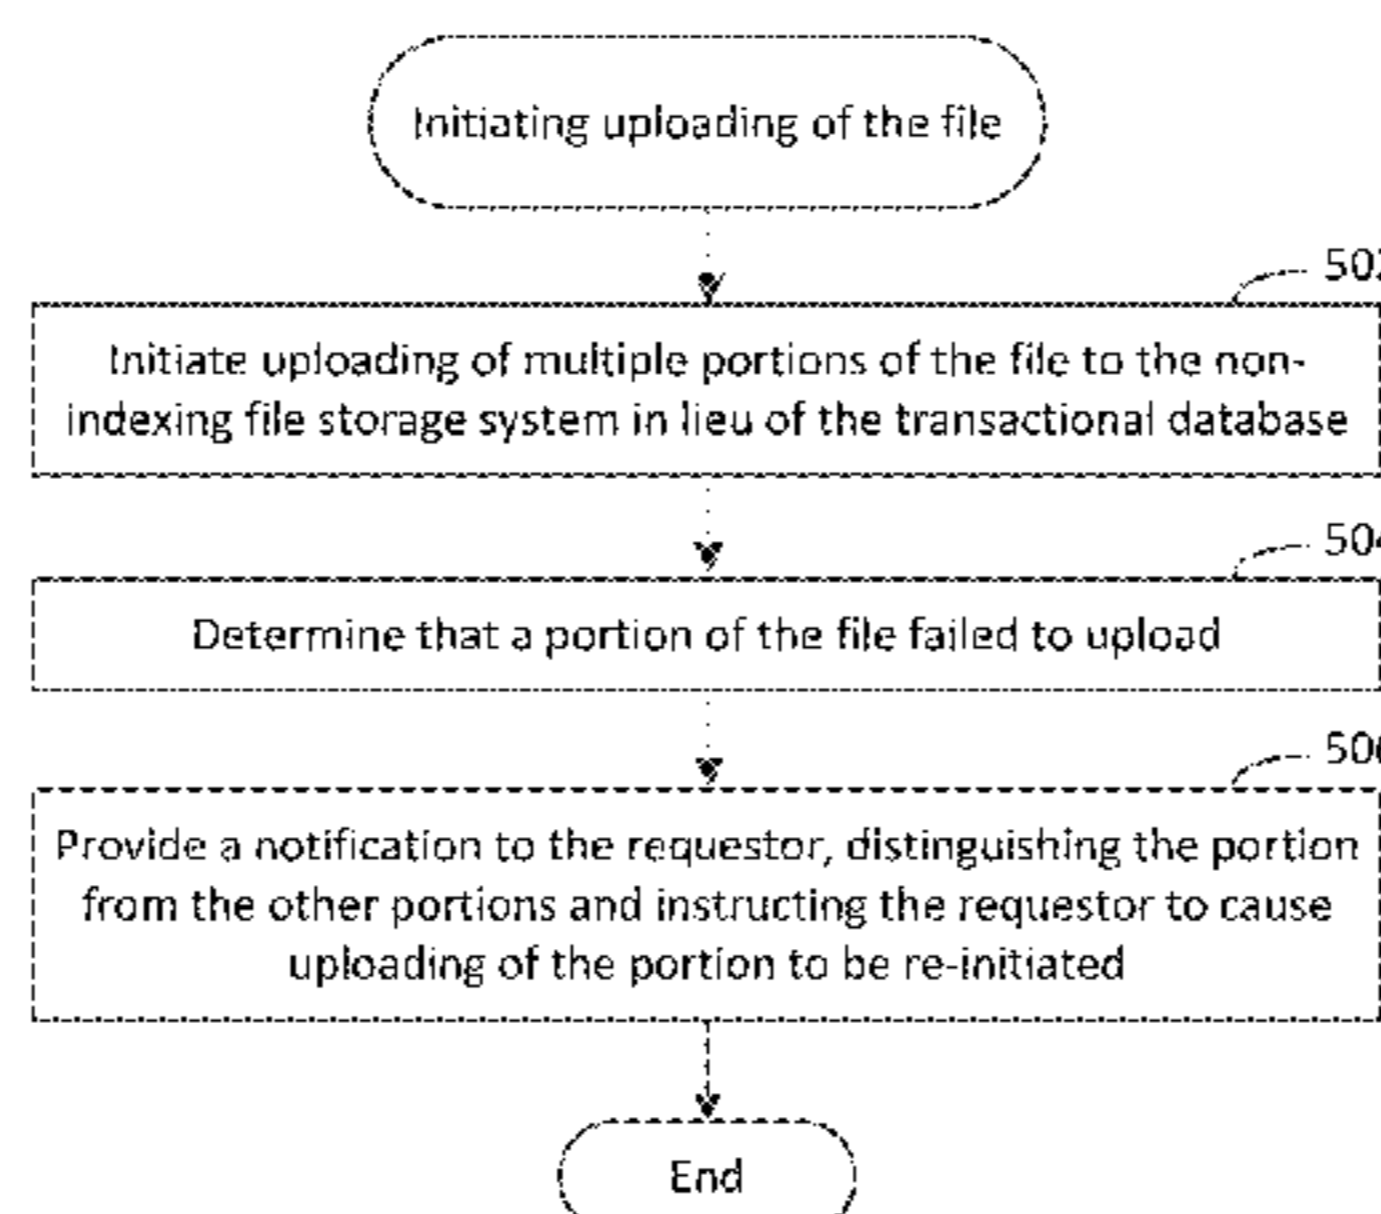 Initiating uploading of the file
50
Initiate uploading of multiple portions of the file to the non-
indexing file storage system in lieu of the transactional database
50
Determine that a portion of the file failed to upload
50
Provide a notification to the requestor, distinguishing the portion
from the other portions and instructing the requestor to cause
uploading of the portion to be re-initiated
End